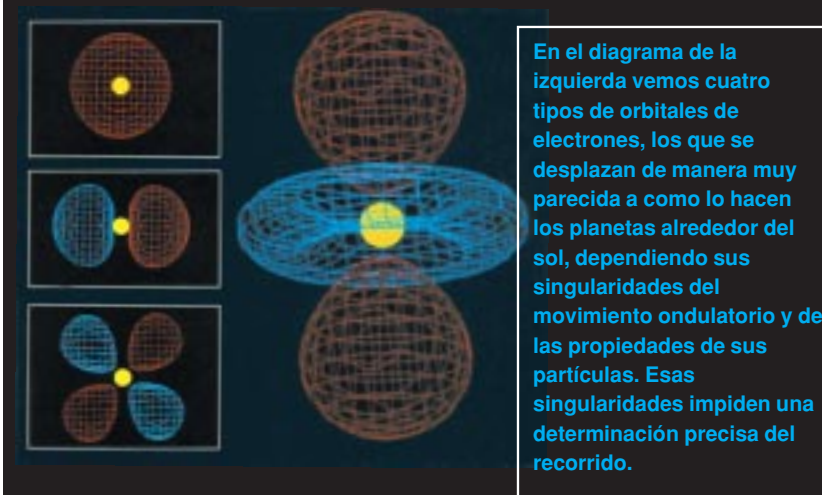 En el diagrama de la
izquierda vemos cuatro
tipos de orbitales de
electrones, los que se
desplazan de manera muy
parecida a como lo hacen
los planetas alrededor del
sol, dependiendo sus
singularidades del
movimiento ondulatorio y de
las propiedades de sus
partículas. Esas
singularidades impiden una
determinación precisa del
recorrido.